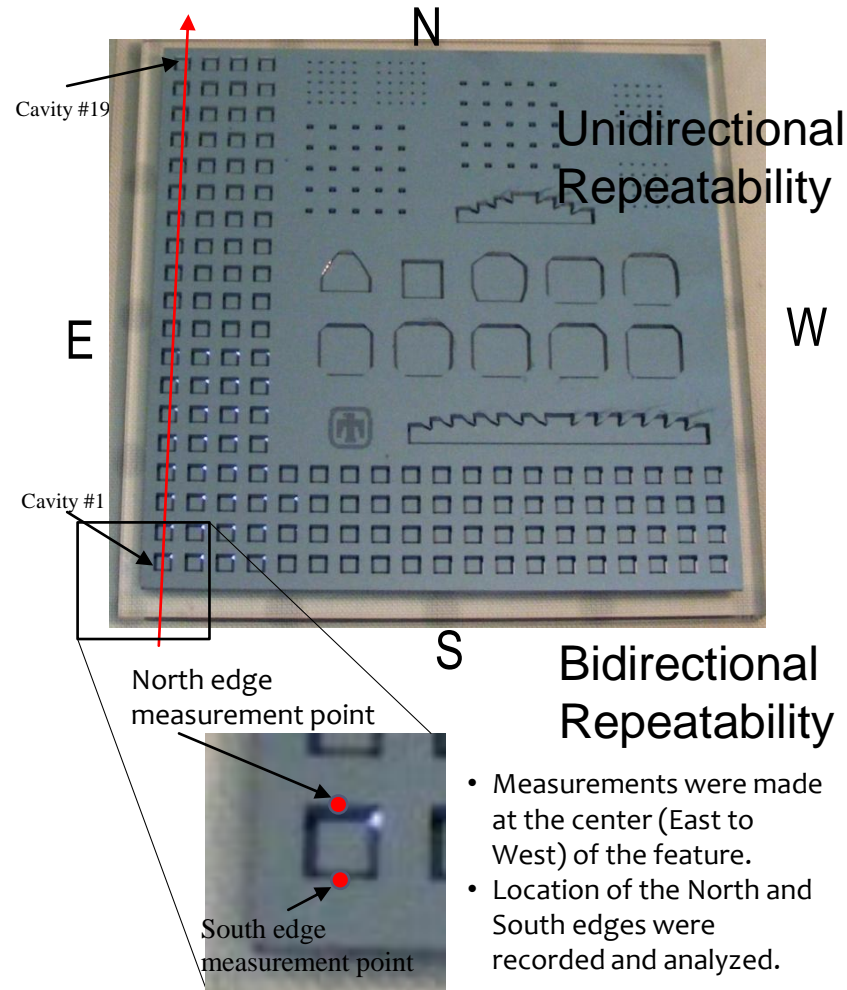 N
Cavity #19
Unidirectional
Repeatability
E
W
Cavity #1
S
Bidirectional
Repeatability
North edge
measurement point
• Measurements were made
at the center (East to
West) of the feature.
• Location of the North and
South edges were
recorded and analyzed.
South edge
measurement point